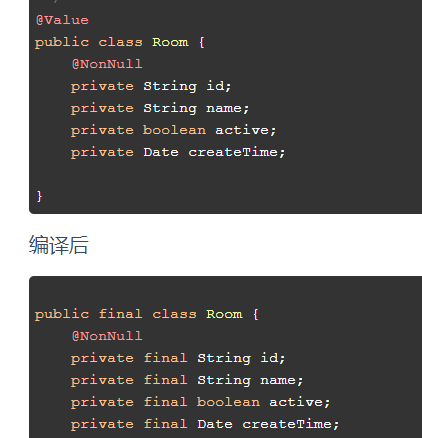 @Value
public class Room {
    @NonNull
    private String id;
    private String name;
    private boolean active;
    private Date createTime;
}
编译后
public final class Room {
    @NonNull
    private final String id;
    private final String name;
    private final boolean active;
    private final Date createTime;